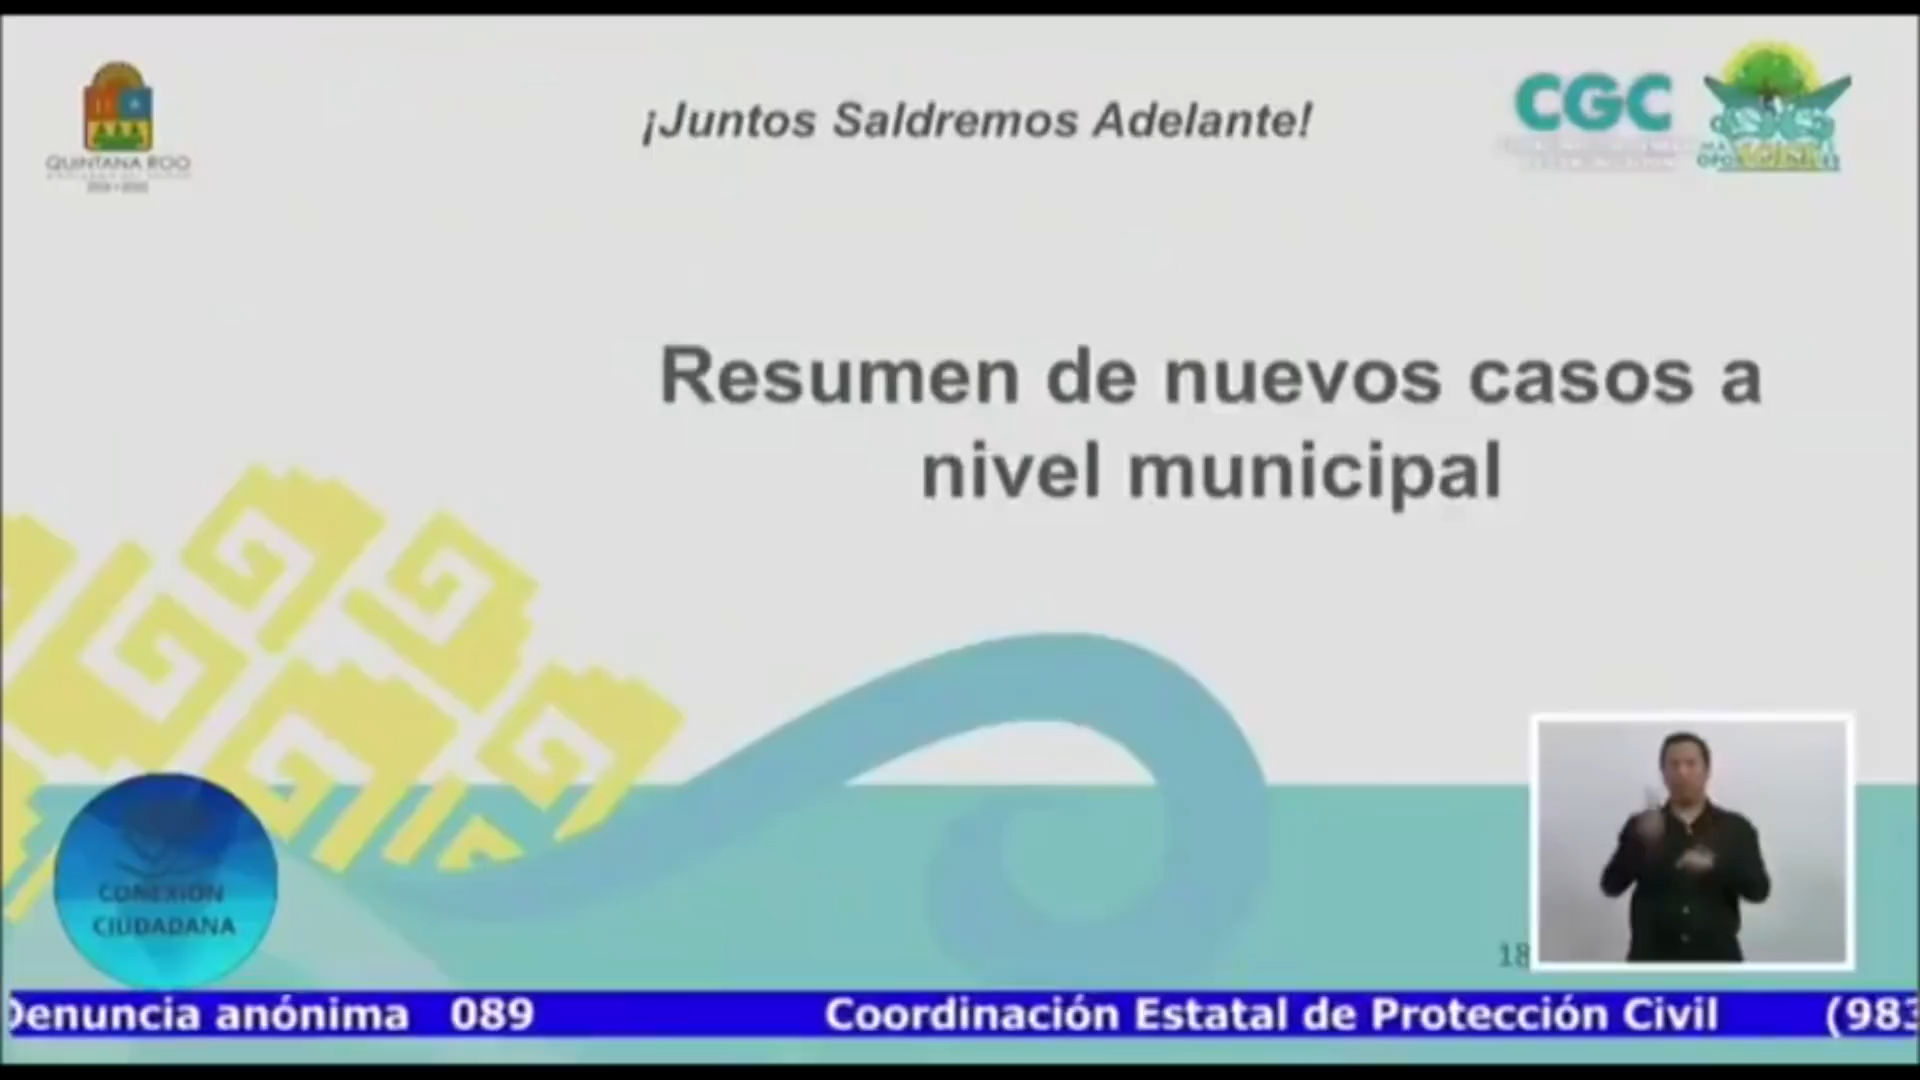 ¡Juntos Saldremos Adelante!
CGC
QUINTANA ROO
Resumen de nuevos casos a
nivel municipal
CONEXIÓN
CIUDADANA
18
Denuncia anónima 089 Coordinación Estatal de Protección Civil (983